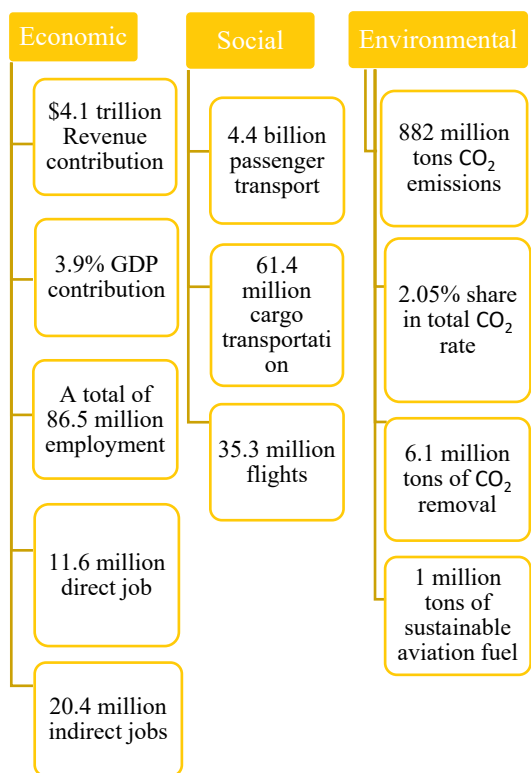 Economic
$4.1 trillion
Revenue
contribution
3.9% GDP
contribution
A total of
86.5 million
employment
11.6 million
direct job
20.4 million
indirect jobs
Social
4.4 billion
passenger
transport
61.4
million
cargo
transportati
on
35.3 million
flights
Environmental
882 million
tons CO₂
emissions
2.05% share
in total CO₂
rate
6.1 million
tons of CO₂
removal
1 million
tons of
sustainable
aviation fuel